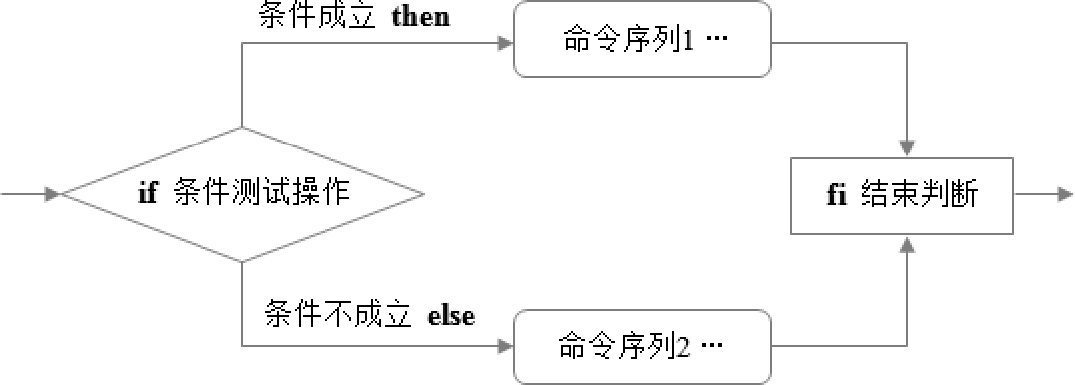 条件成立 then
命令序列1 …
if 条件测试操作
fi 结束判断
条件不成立 else
命令序列2 …